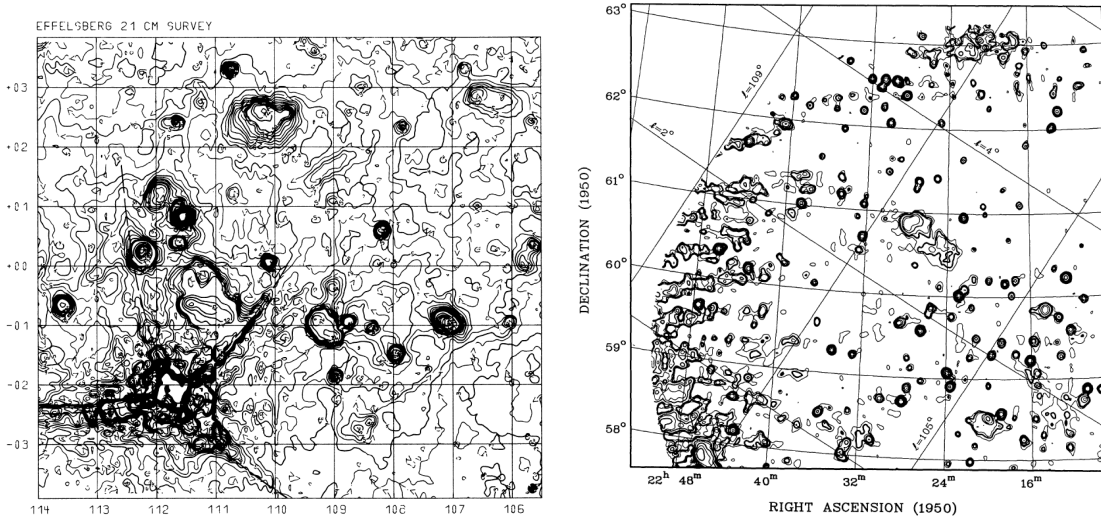 EFFELSBERG 21 CM SURVEY
+03
+02
+01
+00
-01
-02
-03
114 113 112 111 110 109 108 107 106
63°
62°
61°
60°
59°
58°
DECLINATION (1950)
l=109°
b=2°
b=4°
l=105°
22h 48m 40m 32m 24m 16m
RIGHT ASCENSION (1950)